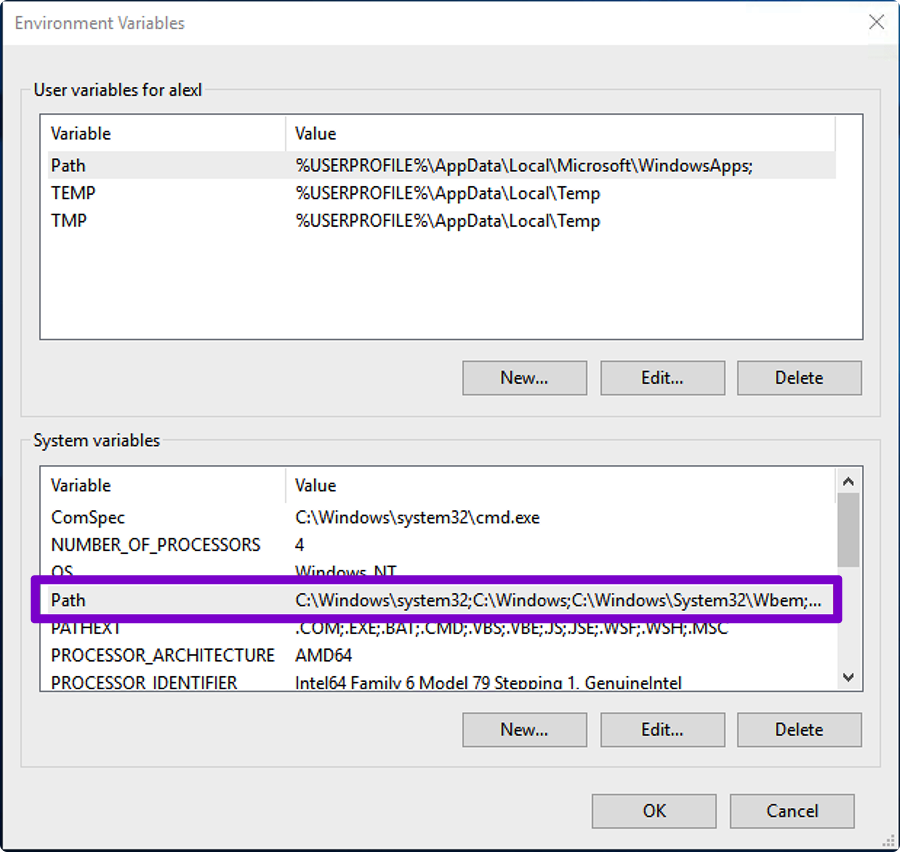 Environment Variables
User variables for alexl
Variable Value
Path %USERPROFILE%\AppData\Local\Microsoft\WindowsApps;
TEMP %USERPROFILE%\AppData\Local\Temp
TMP %USERPROFILE%\AppData\Local\Temp
New... Edit... Delete
System variables
Variable Value
ComSpec C:\Windows\system32\cmd.exe
NUMBER_OF_PROCESSORS 4
OS Windows_NT
Path C:\Windows\system32;C:\Windows;C:\Windows\System32\Wbem;...
PATHEXT .COM;.EXE;.BAT;.CMD;.VBS;.VBE;.JS;.JSE;.WSF;.WSH;.MSC
PROCESSOR_ARCHITECTURE AMD64
PROCESSOR_IDENTIFIER Intel64 Family 6 Model 79 Stepping 1, GenuineIntel
New... Edit... Delete
OK Cancel